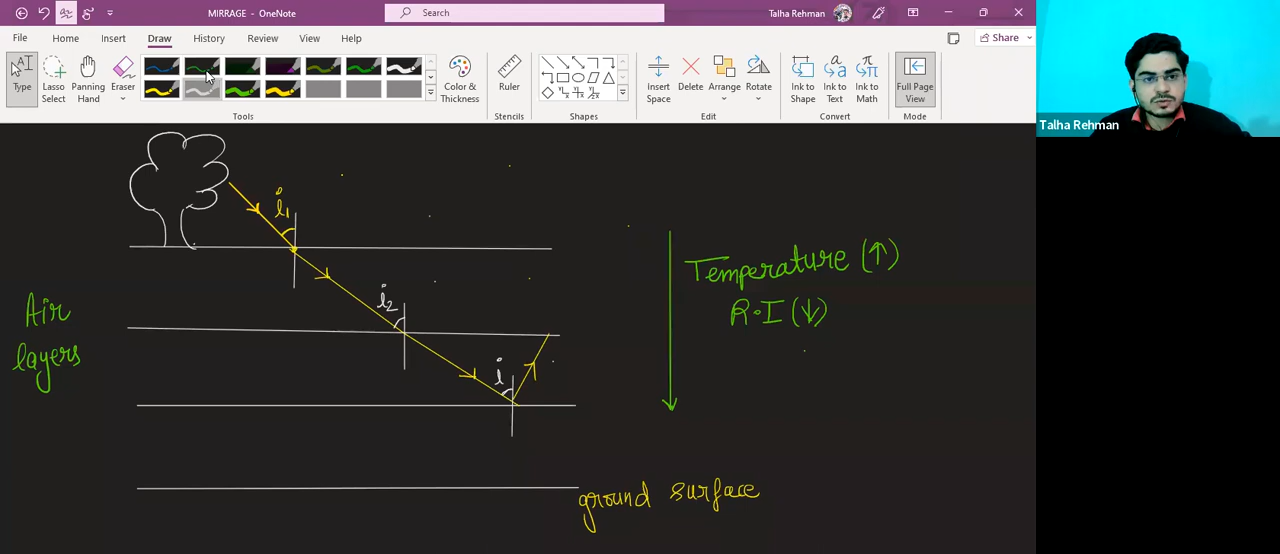 MIRRAGE - OneNote
Search
Talha Rehman
File
Home
Insert
Draw
History
Review
View
Help
Share
Type
Lasso Select
Panning Hand
Eraser
Color & Thickness
Ruler
Insert Space
Delete
Arrange
Rotate
Ink to Shape
Ink to Text
Ink to Math
Full Page View
Tools
Stencils
Shapes
Edit
Convert
Mode
Talha Rehman
i1
Temperature (↑)
R.I (↓)
i2
Air
layers
i
ground surface